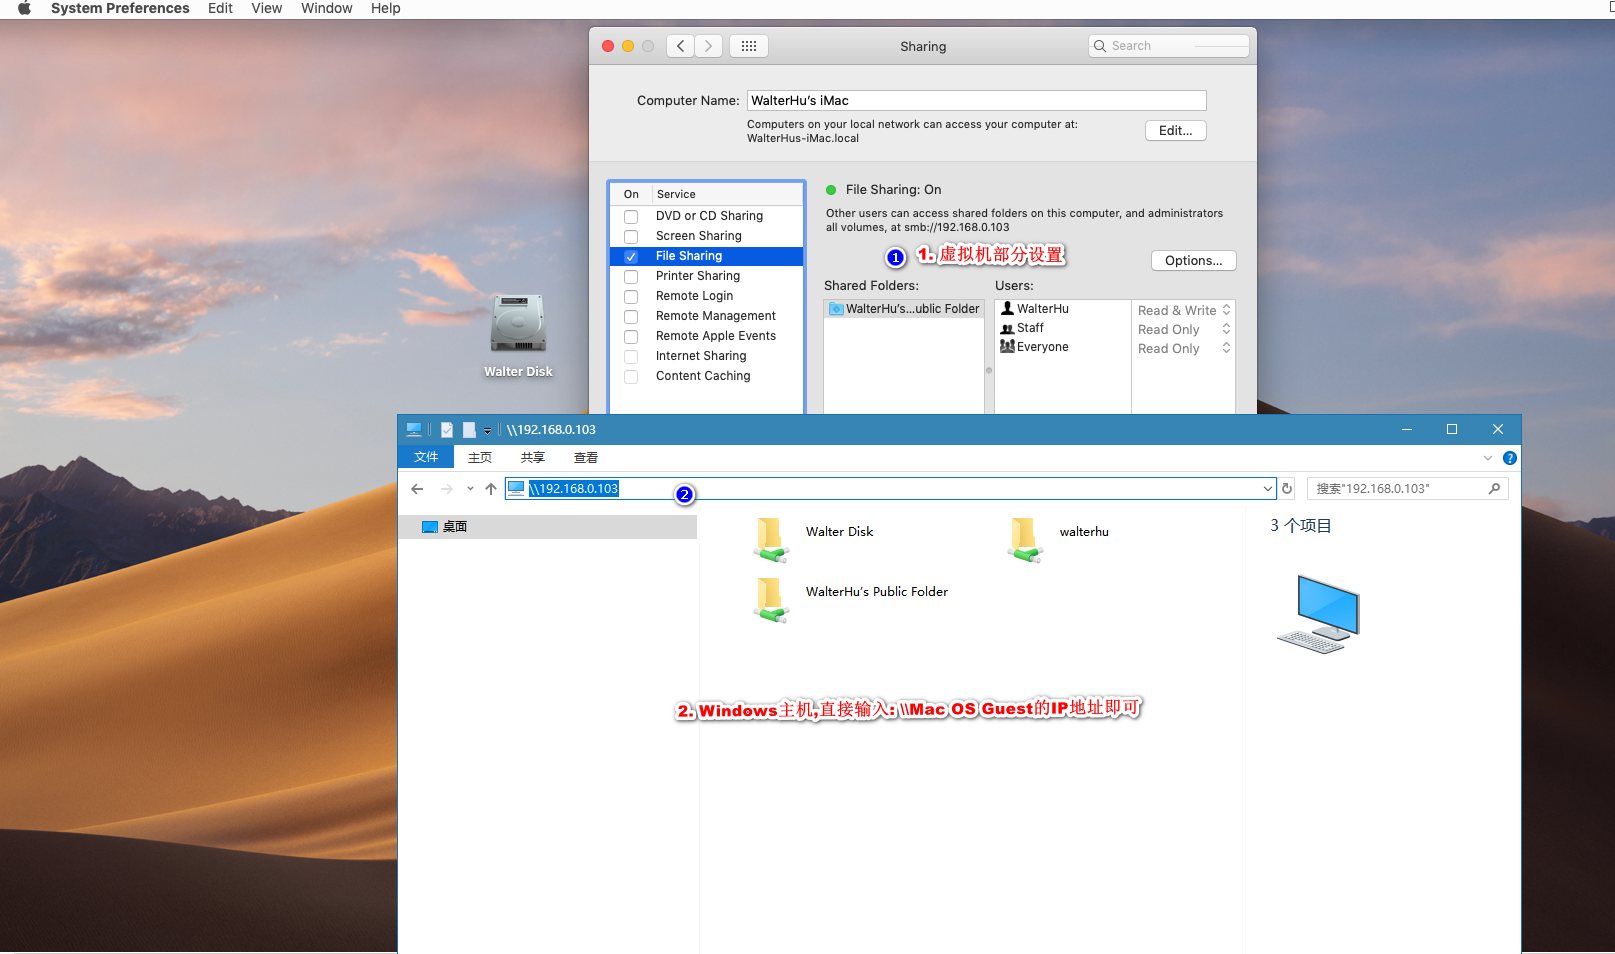 System Preferences Edit View Window Help
Sharing
Search
Computer Name: WalterHu’s iMac
Computers on your local network can access your computer at:
WalterHus-iMac.local
Edit...
On Service
DVD or CD Sharing
Screen Sharing
File Sharing
Printer Sharing
Remote Login
Remote Management
Remote Apple Events
Internet Sharing
Content Caching
File Sharing: On
Other users can access shared folders on this computer, and administrators
all volumes, at smb://192.168.0.103
1 1. 虚拟机部分设置
Options...
Shared Folders: Users:
WalterHu’s...ublic Folder
WalterHu Read & Write
Staff Read Only
Everyone Read Only
Walter Disk
\\192.168.0.103
文件 主页 共享 查看
?
\\192.168.0.103
2
搜索"192.168.0.103"
桌面
Walter Disk walterhu
WalterHu’s Public Folder
3 个项目
2. Windows主机,直接输入: \\Mac OS Guest的IP地址即可